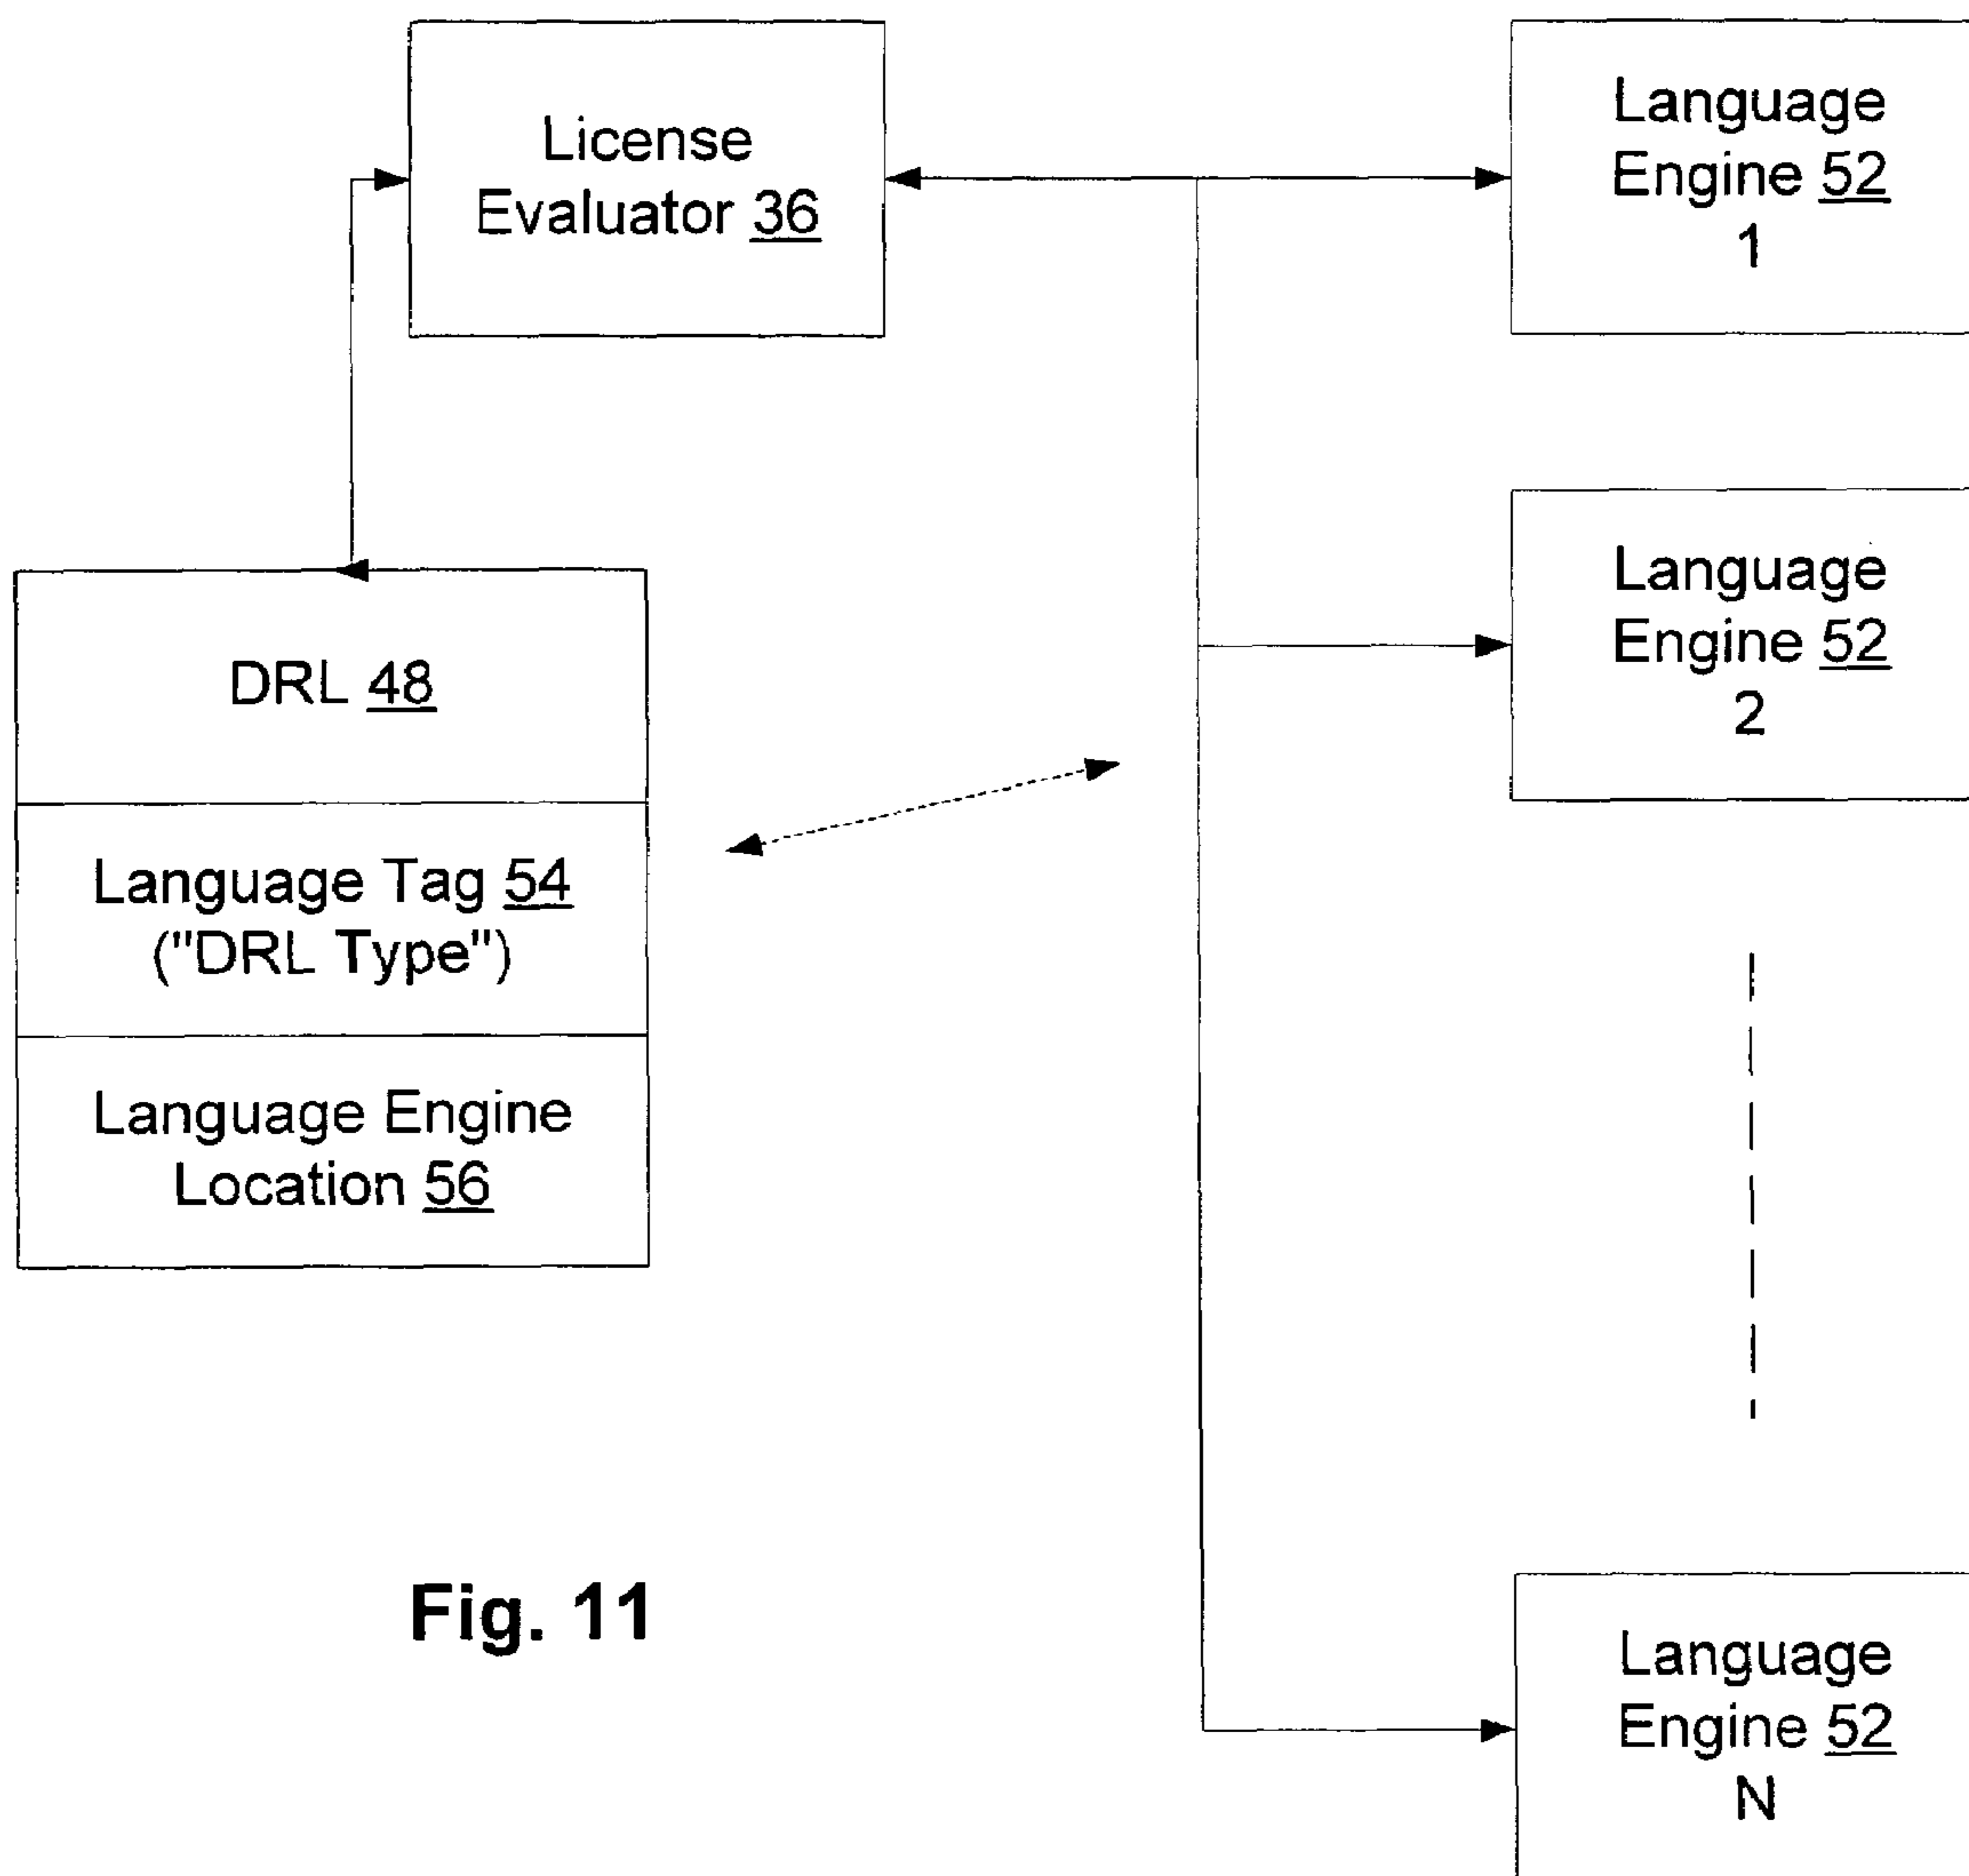 License
Evaluator 36
Language
Engine 52
1
Language
Engine 52
2
DRL 48
Language Tag 54
("DRL Type")
Language Engine
Location 56
Fig. 11
Language
Engine 52
N